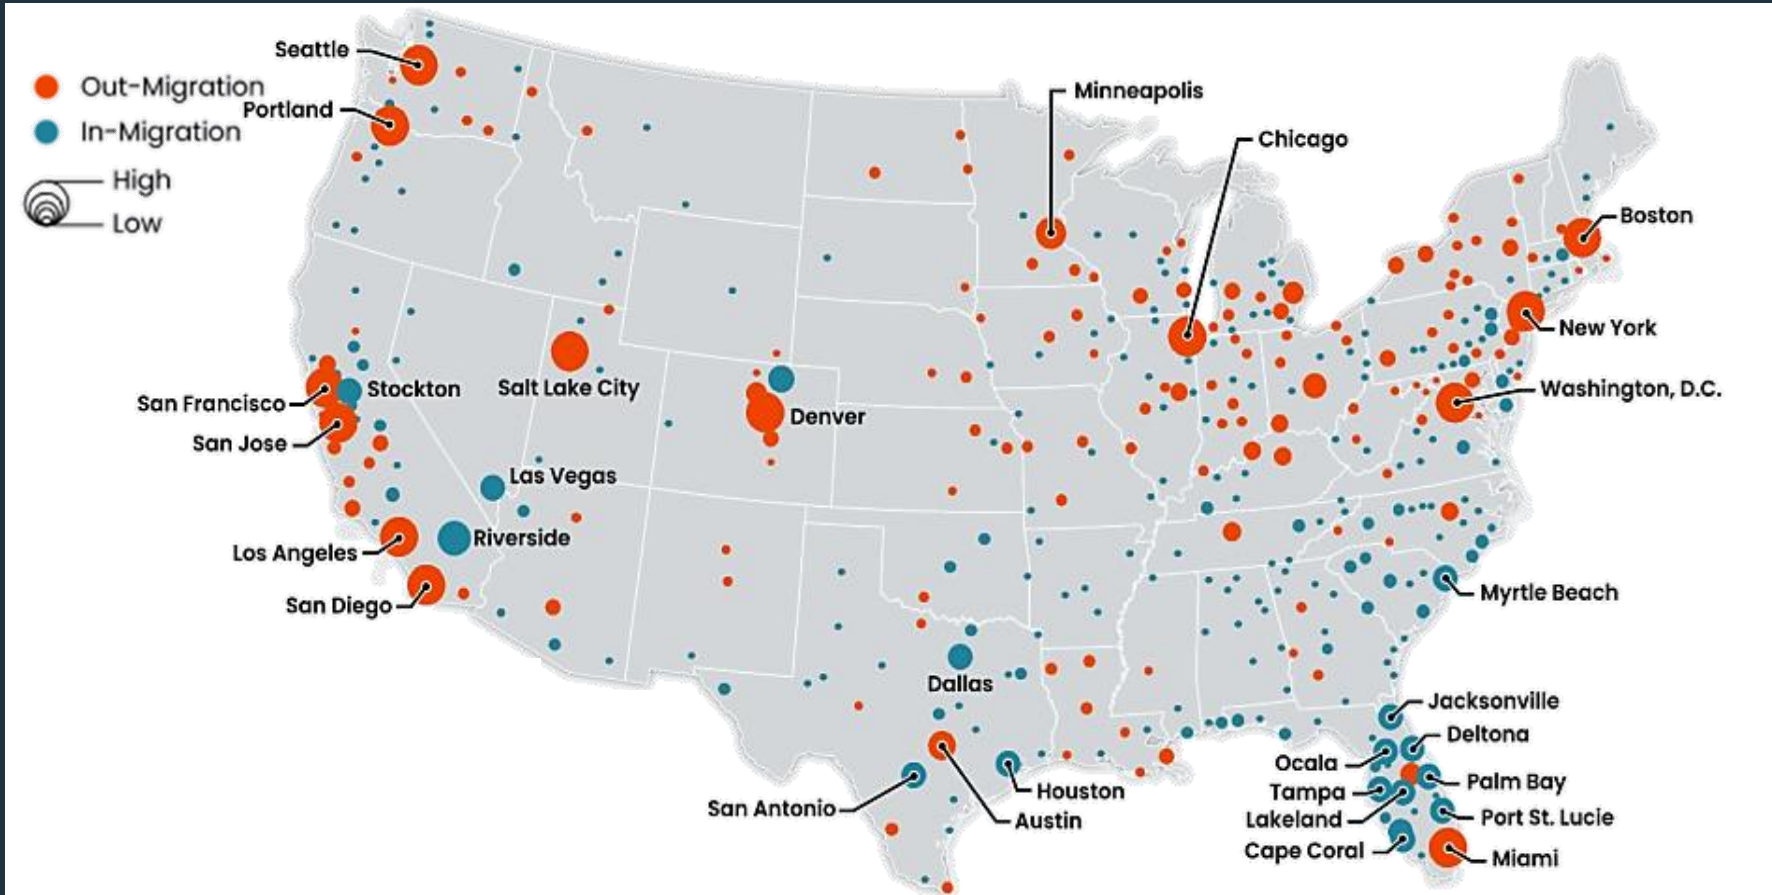 Out-Migration
In-Migration
High
Low
Seattle
Portland
Minneapolis
Chicago
Boston
New York
Washington, D.C.
San Francisco
Stockton
San Jose
Salt Lake City
Denver
Las Vegas
Los Angeles
Riverside
San Diego
Myrtle Beach
Dallas
San Antonio
Houston
Austin
Jacksonville
Deltona
Ocala
Palm Bay
Tampa
Lakeland
Port St. Lucie
Cape Coral
Miami